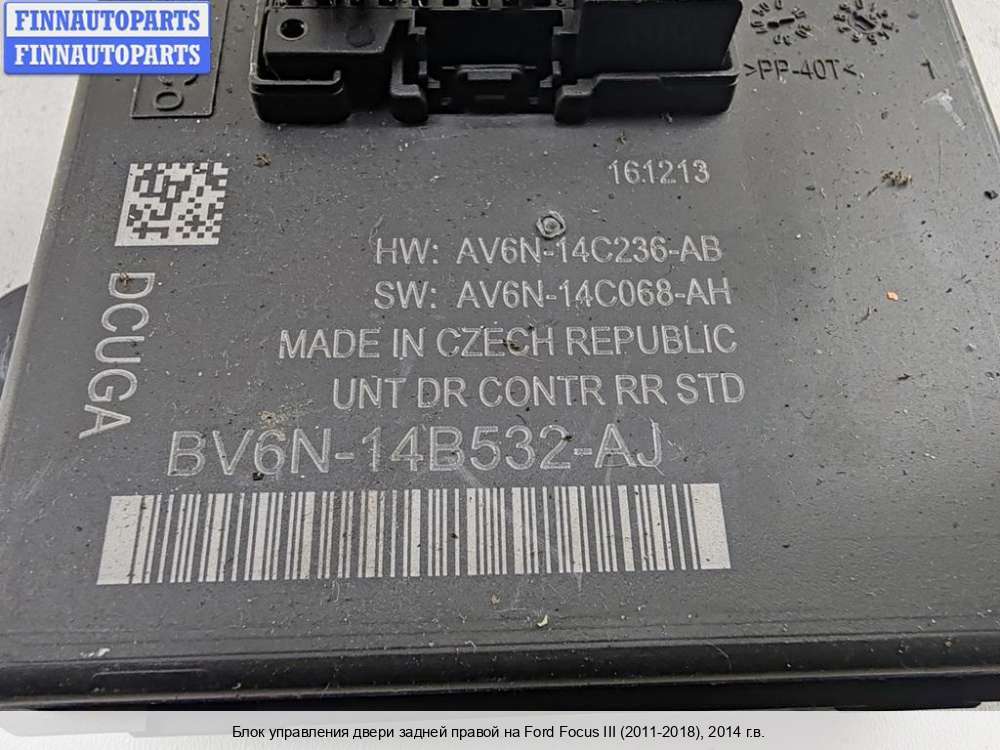 FINNAUTOPARTS
FINNAUTOPARTS
>PP-40T<
1
161213
HW: AV6N-14C236-AB
SW: AV6N-14C068-AH
MADE IN CZECH REPUBLIC
UNT DR CONTR RR STD
DCUGA
BV6N-14B532-AJ
Блок управления двери задней правой на Ford Focus III (2011-2018), 2014 г.в.